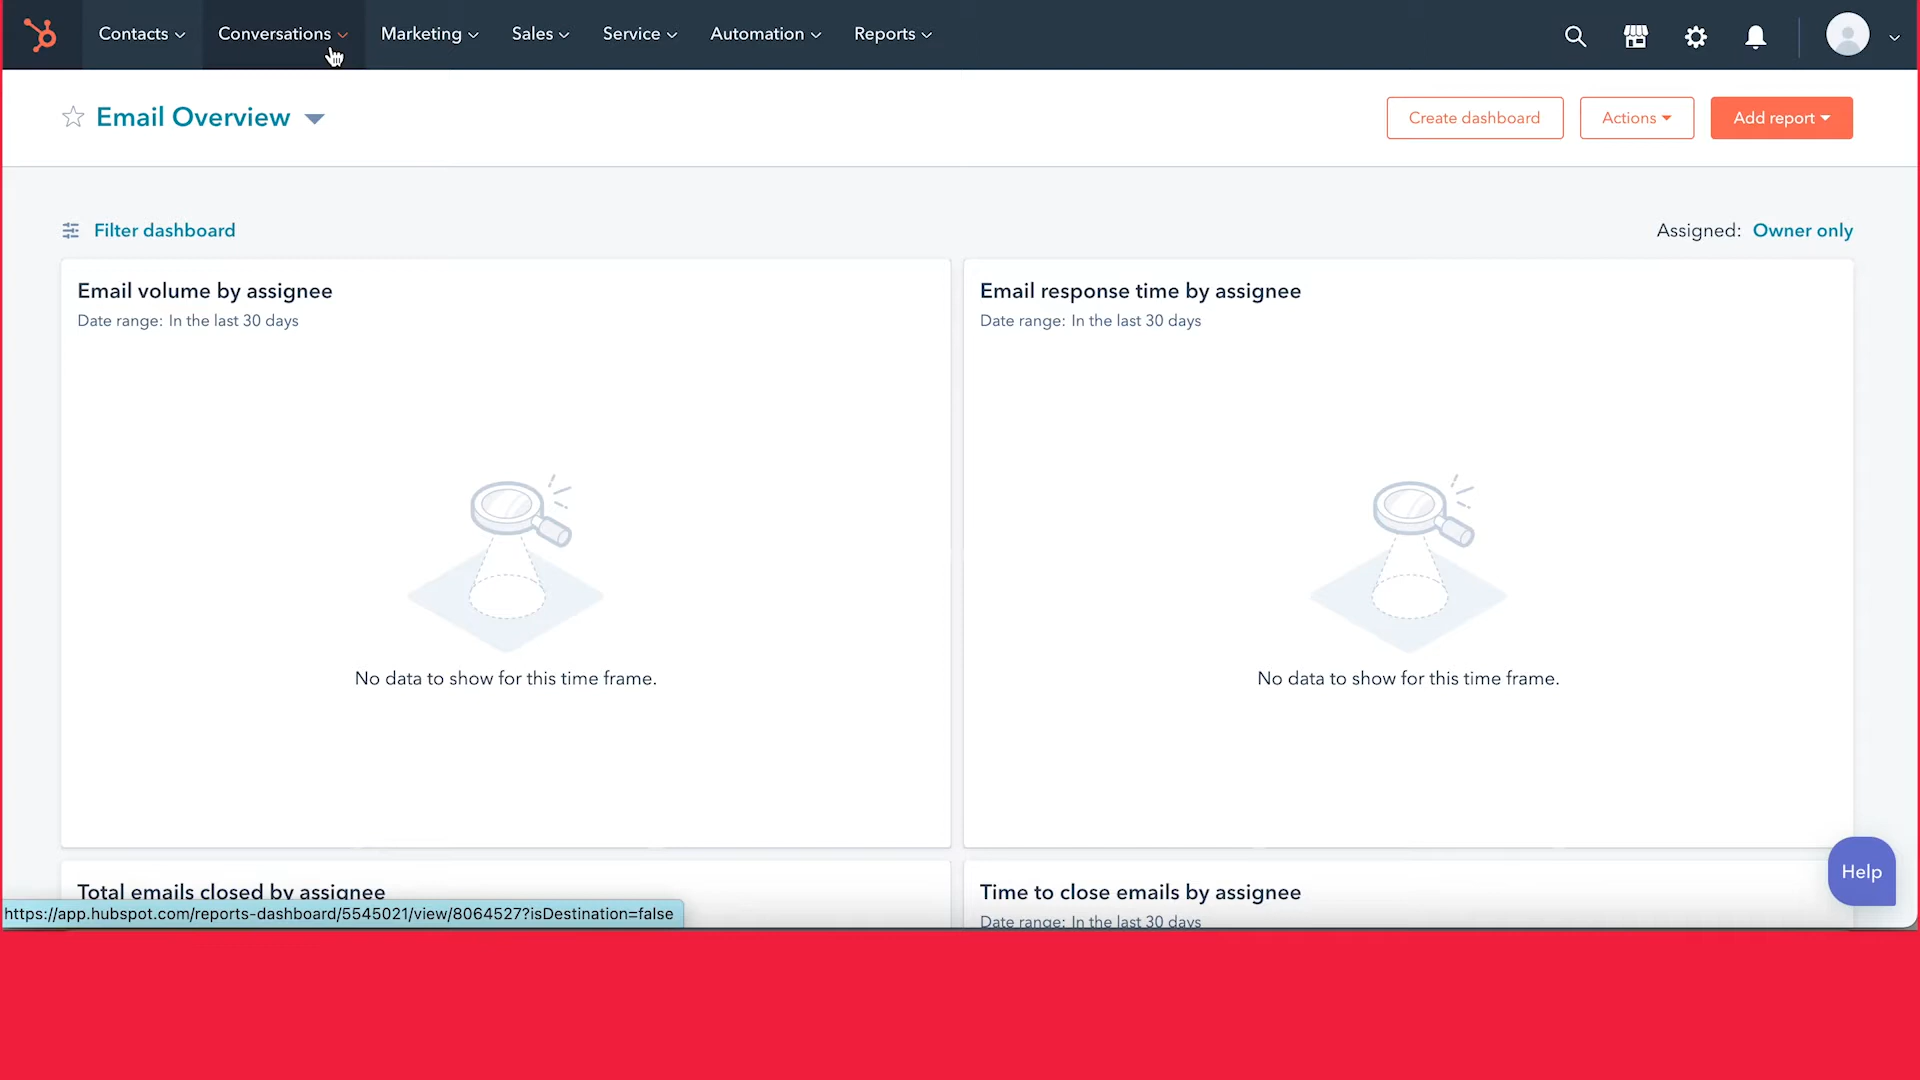 Contacts Conversations Marketing Sales Service Automation Reports
Email Overview
Create dashboard Actions Add report
Filter dashboard
Assigned: Owner only
Email volume by assignee
Date range: In the last 30 days
No data to show for this time frame.
Email response time by assignee
Date range: In the last 30 days
No data to show for this time frame.
Total emails closed by assignee
Time to close emails by assignee
Date range: In the last 30 days
Help
https://app.hubspot.com/reports-dashboard/5545021/view/8064527?isDestination=false